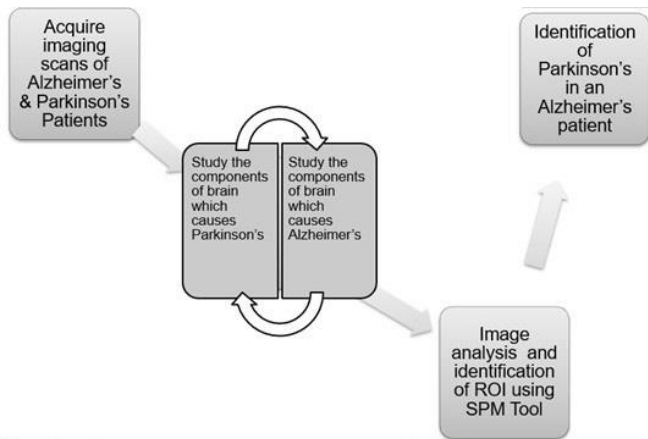 Acquire
imaging
scans of
Alzheimer's
& Parkinson's
Patients
Study the
components
of brain
which
causes
Parkinson's
Study the
components
of brain
which
causes
Alzheimer's
Image
analysis and
identification
of ROI using
SPM Tool
Identification
of
Parkinson's
in an
Alzheimer's
patient